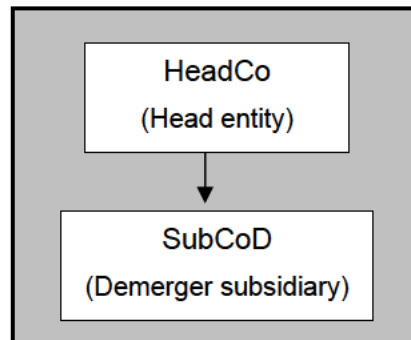 HeadCo
(Head entity)
SubCoD
(Demerger subsidiary)